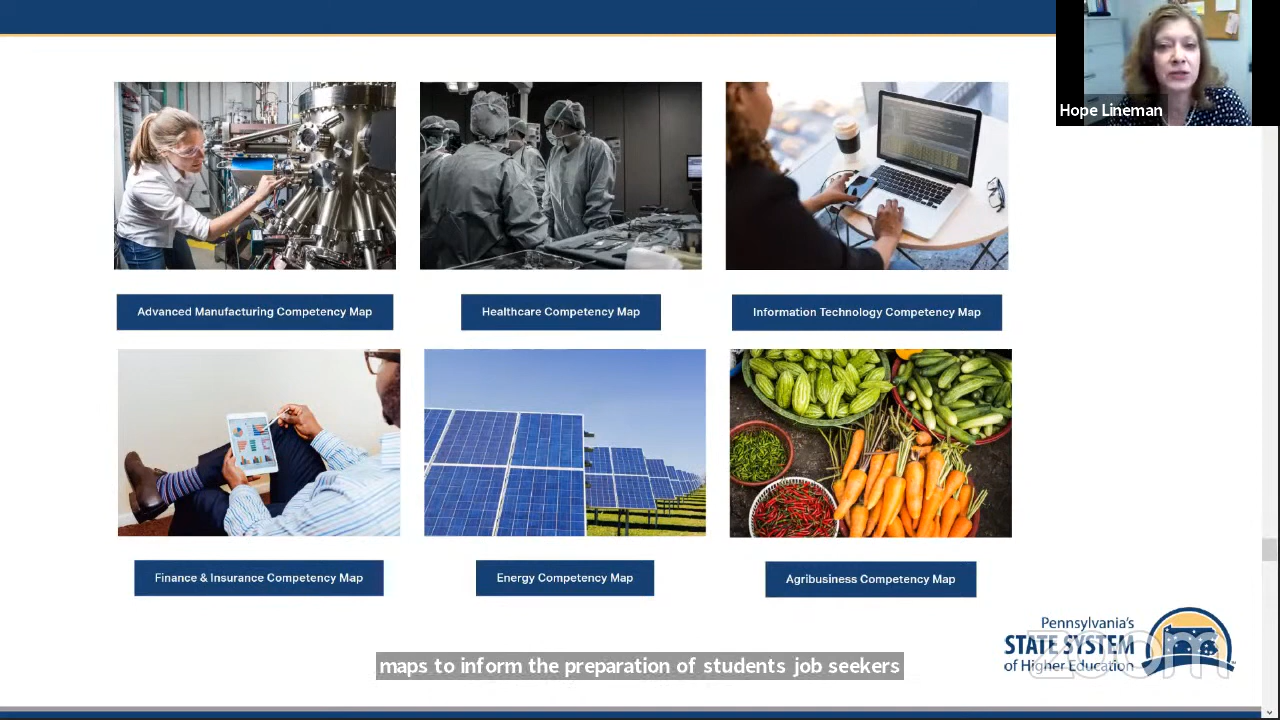 Hope Lineman
Advanced Manufacturing Competency Map
Healthcare Competency Map
Information Technology Competency Map
Finance & Insurance Competency Map
Energy Competency Map
Agribusiness Competency Map
Pennsylvania's
STATE SYSTEM
of Higher Education
zoom
maps to inform the preparation of students job seekers